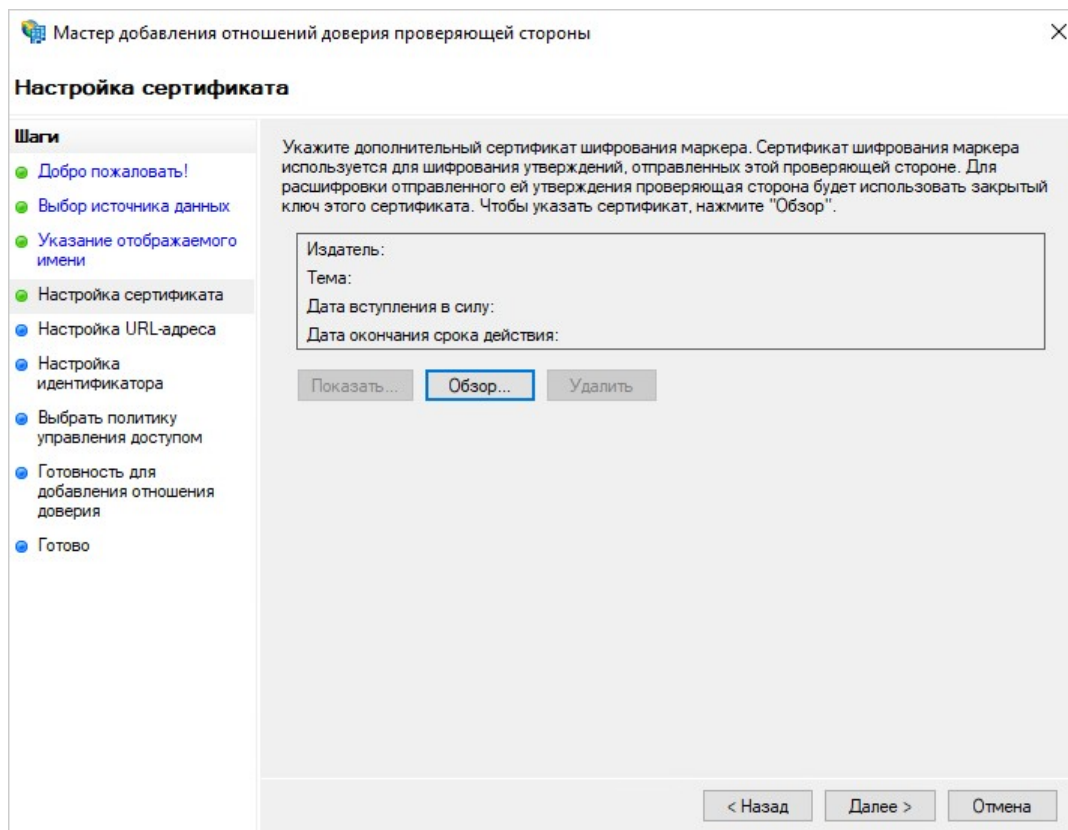 Мастер добавления отношений доверия проверяющей стороны
Настройка сертификата
Шаги
Добро пожаловать!
Выбор источника данных
Указание отображаемого
имени
Настройка сертификата
Настройка URL-адреса
Настройка
идентификатора
Выбрать политику
управления доступом
Готовность для
добавления отношения
доверия
Готово
Укажите дополнительный сертификат шифрования маркера. Сертификат шифрования маркера
используется для шифрования утверждений, отправленных этой проверяющей стороне. Для
расшифровки отправленного ей утверждения проверяющая сторона будет использовать закрытый
ключ этого сертификата. Чтобы указать сертификат, нажмите "Обзор".
Издатель:
Тема:
Дата вступления в силу:
Дата окончания срока действия:
Показать... Обзор... Удалить
< Назад Далее > Отмена